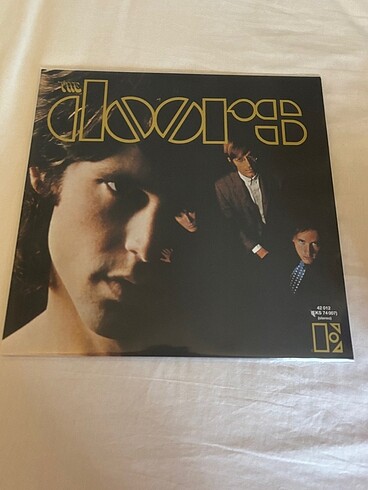 THE
doors
42 012
(EKS 74 007)
(stereo)